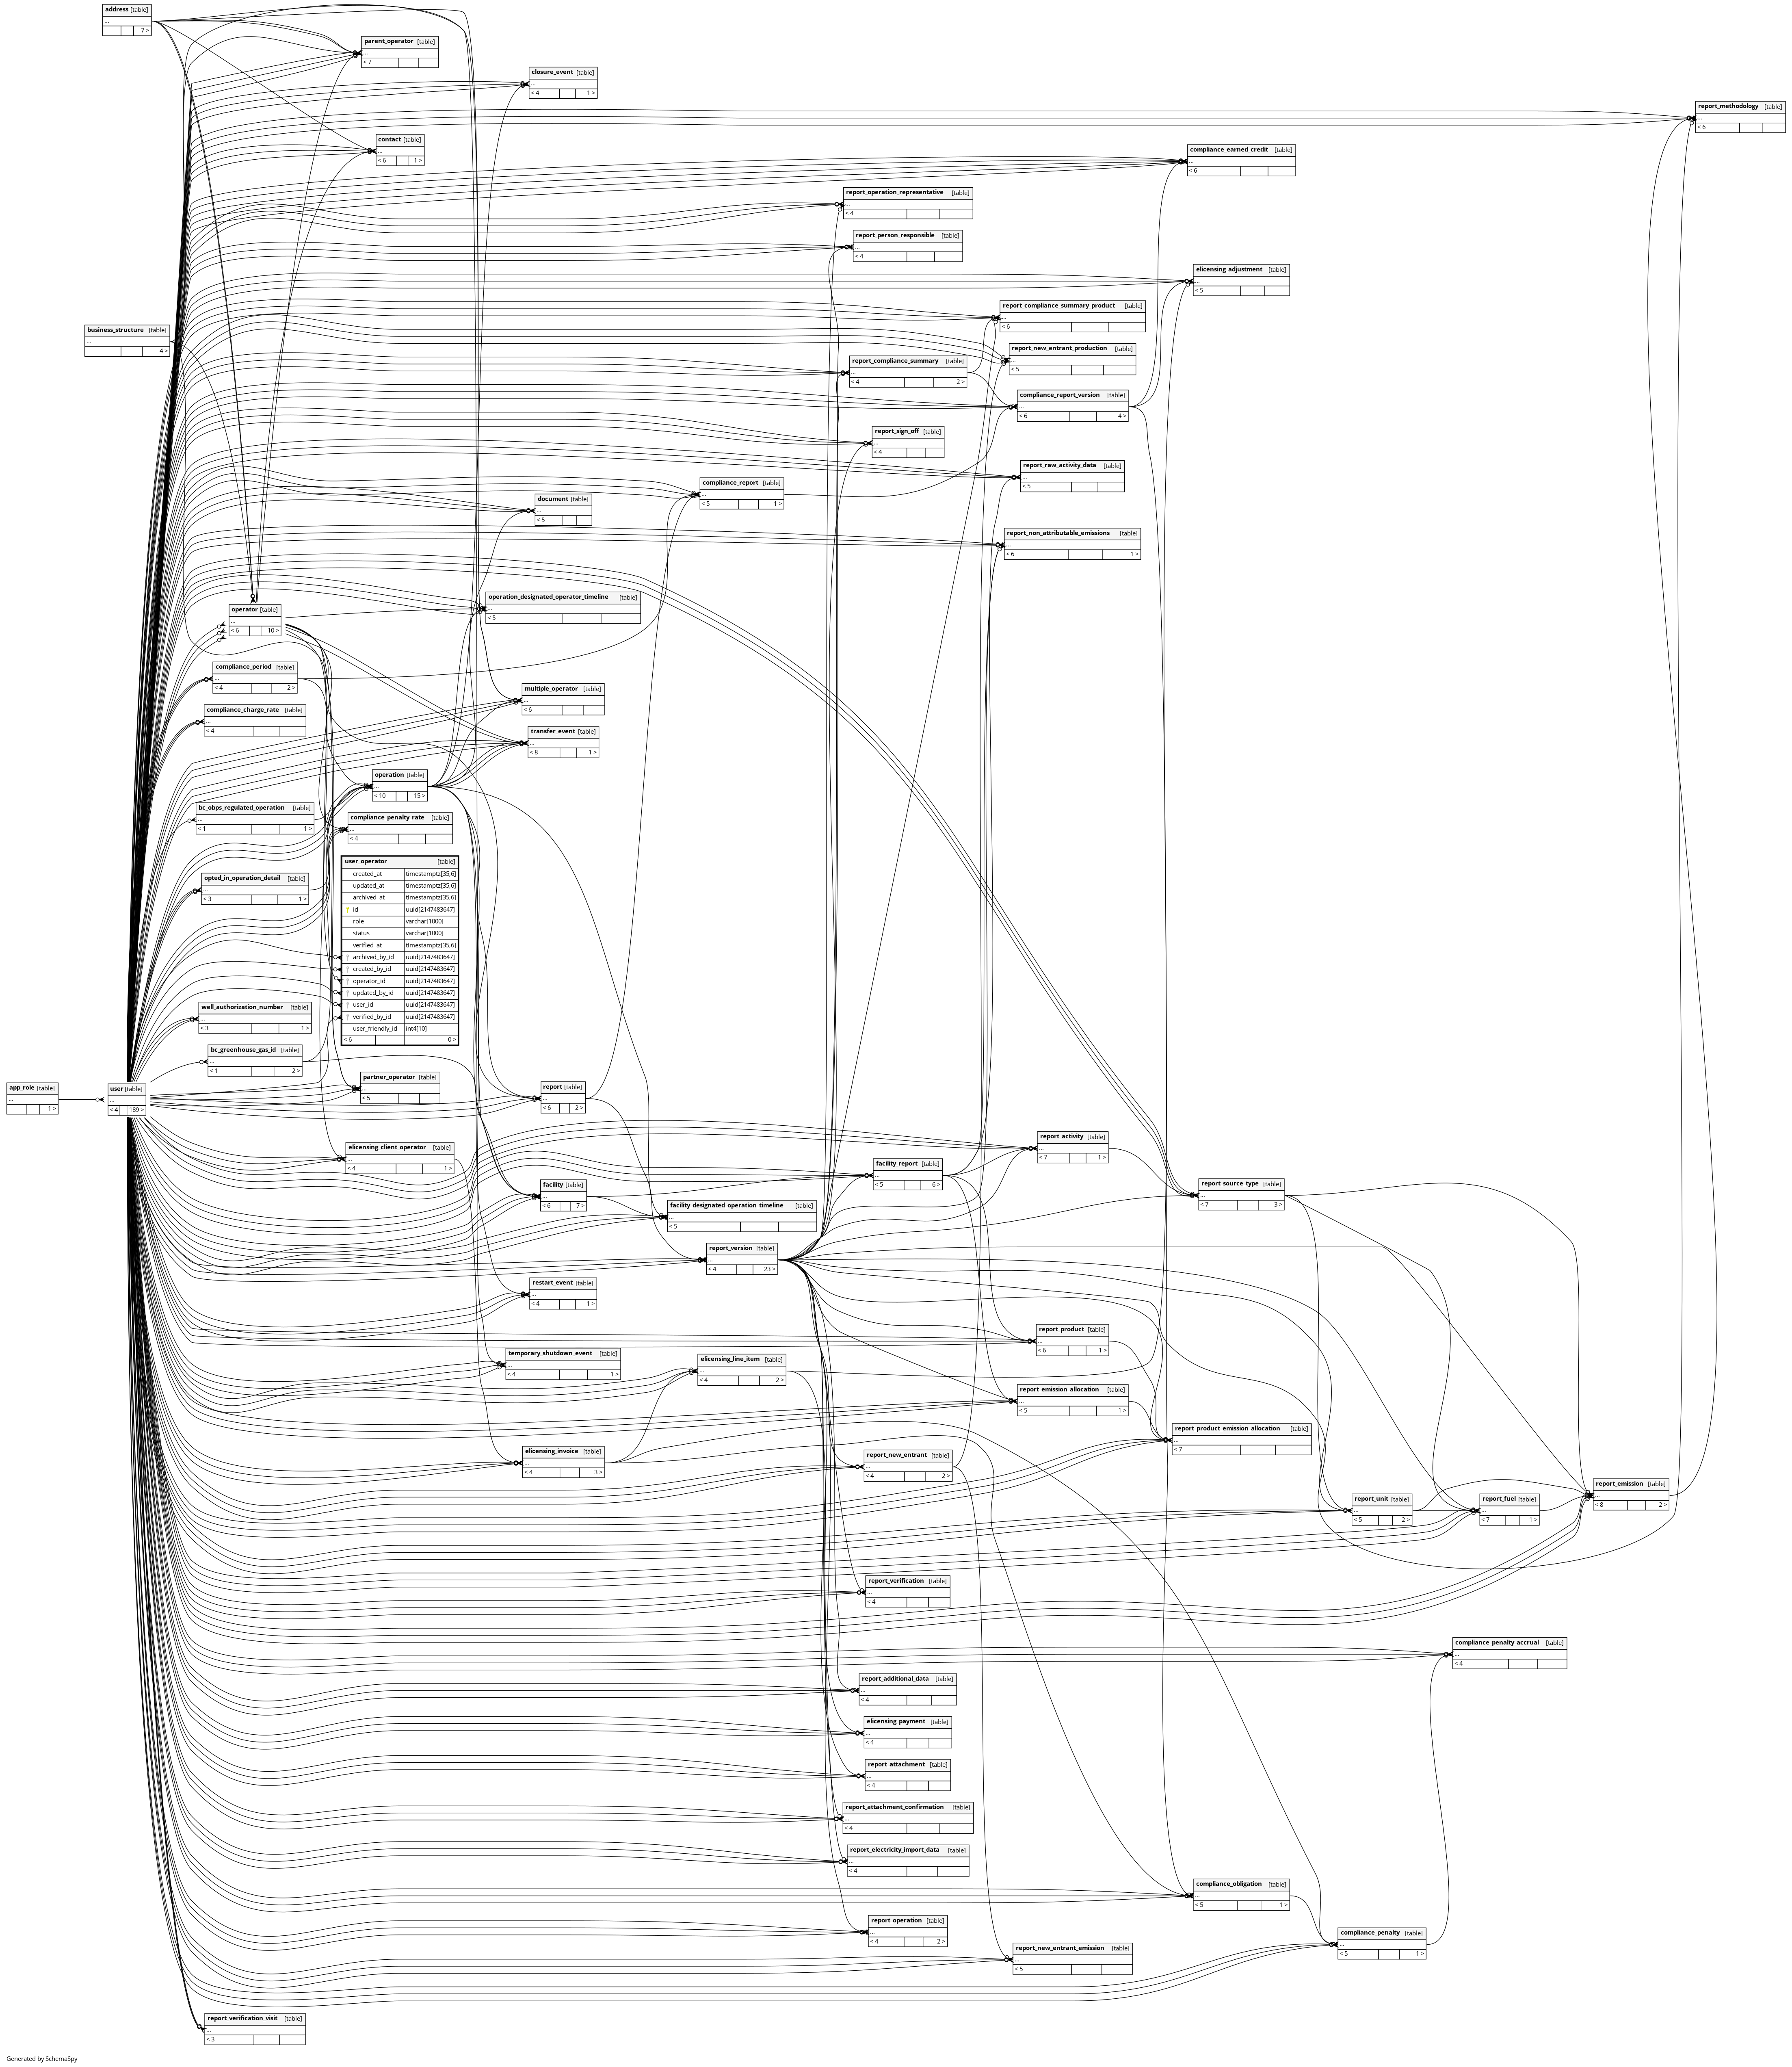 address [table]
...
7 >
parent_operator [table]
...
< 7
closure_event [table]
...
< 4 1 >
report_methodology [table]
...
< 6
contact [table]
...
< 6 1 >
compliance_earned_credit [table]
...
< 6
report_operation_representative [table]
...
< 4
report_person_responsible [table]
...
< 4
elicensing_adjustment [table]
...
< 5
report_compliance_summary_product [table]
...
< 6
business_structure [table]
...
4 >
report_new_entrant_production [table]
...
< 5
report_compliance_summary [table]
...
< 4 2 >
compliance_report_version [table]
...
< 6 4 >
report_sign_off [table]
...
< 4
report_raw_activity_data [table]
...
< 5
compliance_report [table]
...
< 5 1 >
document [table]
...
< 5
report_non_attributable_emissions [table]
...
< 6 1 >
operation_designated_operator_timeline [table]
...
< 5
operator [table]
...
< 6 10 >
compliance_period [table]
...
< 4 2 >
multiple_operator [table]
...
< 6
compliance_charge_rate [table]
...
< 4
transfer_event [table]
...
< 8 1 >
operation [table]
...
< 10 15 >
bc_obps_regulated_operation [table]
...
< 1 1 >
compliance_penalty_rate [table]
...
< 4
user_operator [table]
created_at timestamptz[35,6]
updated_at timestamptz[35,6]
archived_at timestamptz[35,6]
id uuid[2147483647]
role varchar[1000]
status varchar[1000]
verified_at timestamptz[35,6]
archived_by_id uuid[2147483647]
created_by_id uuid[2147483647]
operator_id uuid[2147483647]
updated_by_id uuid[2147483647]
user_id uuid[2147483647]
verified_by_id uuid[2147483647]
user_friendly_id int4[10]
< 6 0 >
opted_in_operation_detail [table]
...
< 3 1 >
well_authorization_number [table]
...
< 3 1 >
bc_greenhouse_gas_id [table]
...
< 1 2 >
partner_operator [table]
...
< 5
app_role [table]
...
1 >
user [table]
...
< 4 189 >
report [table]
...
< 6 2 >
report_activity [table]
...
< 7 1 >
elicensing_client_operator [table]
...
< 4 1 >
facility_report [table]
...
< 5 6 >
facility [table]
...
< 6 7 >
report_source_type [table]
...
< 7 3 >
facility_designated_operation_timeline [table]
...
< 5
report_version [table]
...
< 4 23 >
restart_event [table]
...
< 4 1 >
report_product [table]
...
< 6 1 >
temporary_shutdown_event [table]
...
< 4 1 >
elicensing_line_item [table]
...
< 4 2 >
report_emission_allocation [table]
...
< 5 1 >
report_product_emission_allocation [table]
...
< 7
elicensing_invoice [table]
...
< 4 3 >
report_new_entrant [table]
...
< 4 2 >
report_emission [table]
...
< 8 2 >
report_unit [table]
...
< 5 2 >
report_fuel [table]
...
< 7 1 >
report_verification [table]
...
< 4
compliance_penalty_accrual [table]
...
< 4
report_additional_data [table]
...
< 4
elicensing_payment [table]
...
< 4
report_attachment [table]
...
< 4
report_attachment_confirmation [table]
...
< 4
report_electricity_import_data [table]
...
< 4
compliance_obligation [table]
...
< 5 1 >
report_operation [table]
...
< 4 2 >
compliance_penalty [table]
...
< 5 1 >
report_new_entrant_emission [table]
...
< 5
report_verification_visit [table]
...
< 3
Generated by SchemaSpy